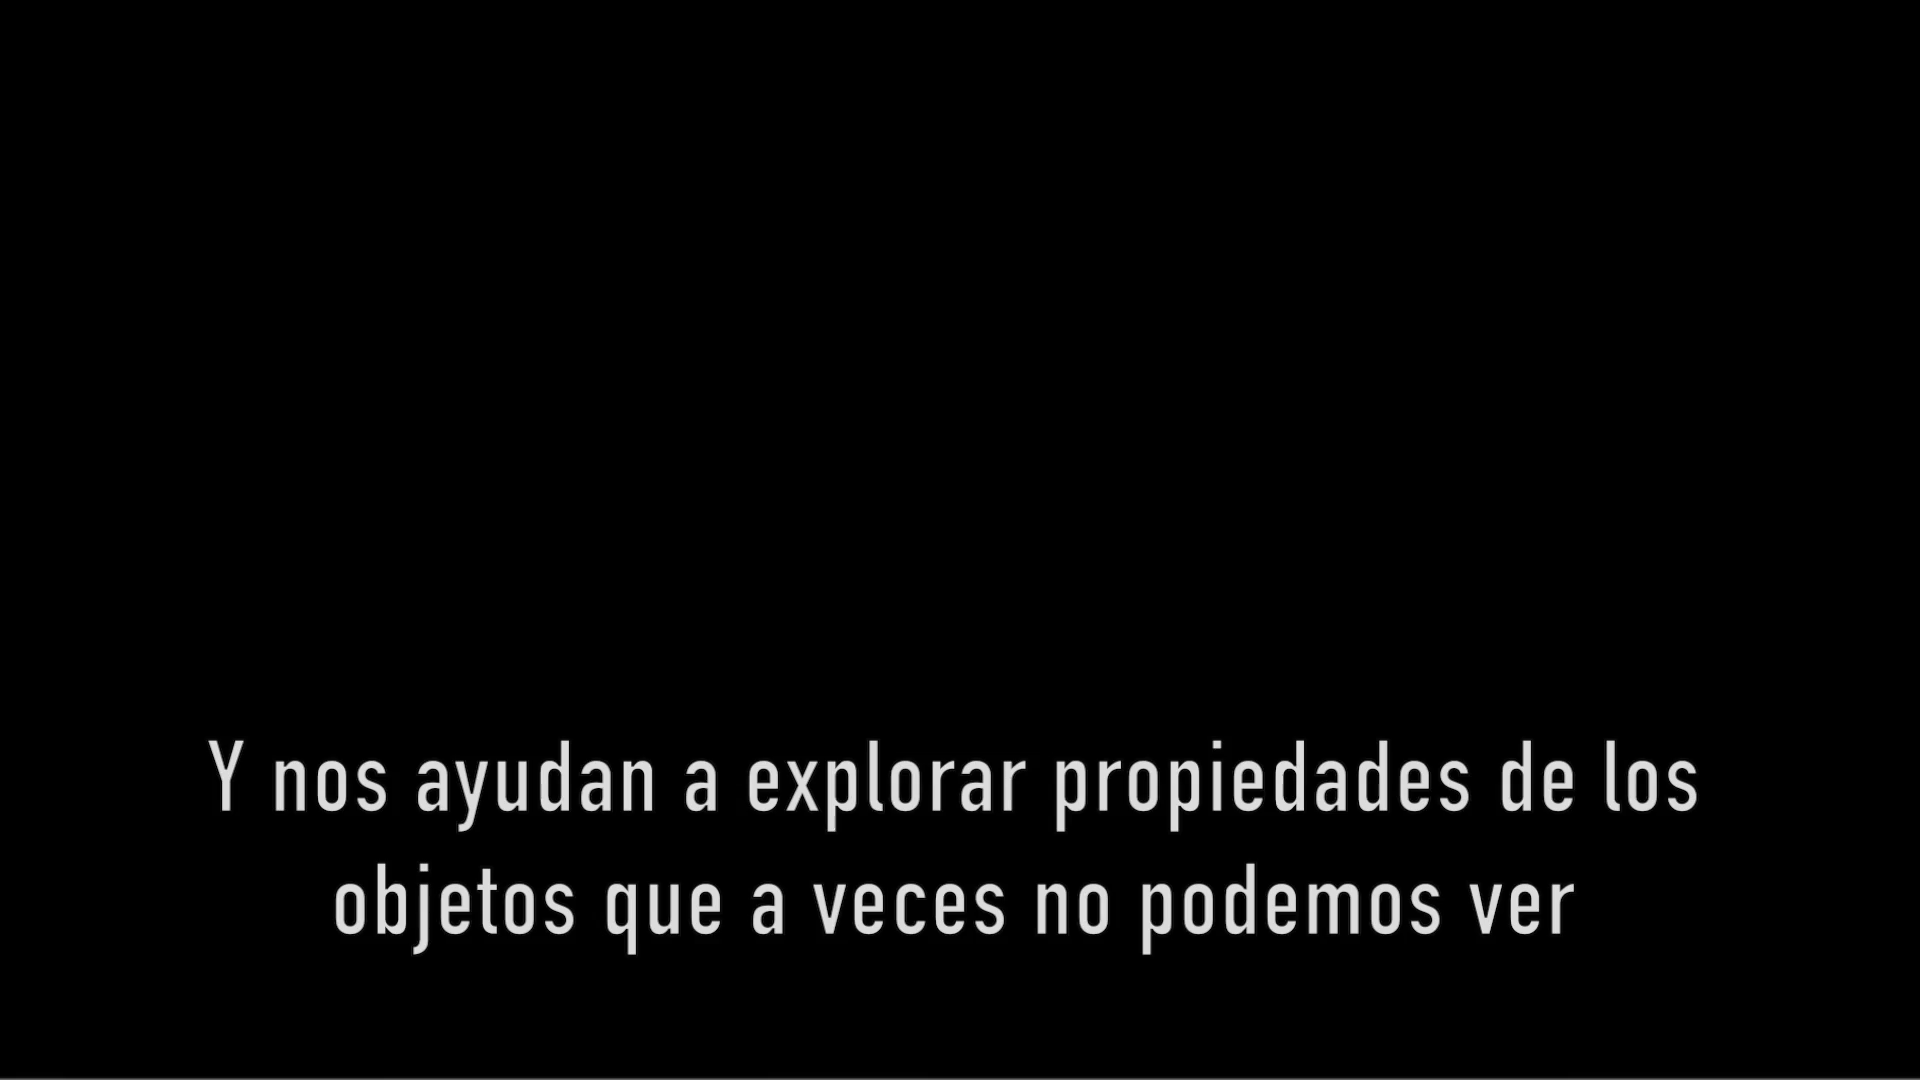 Y nos ayudan a explorar propiedades de los
objetos que a veces no podemos ver